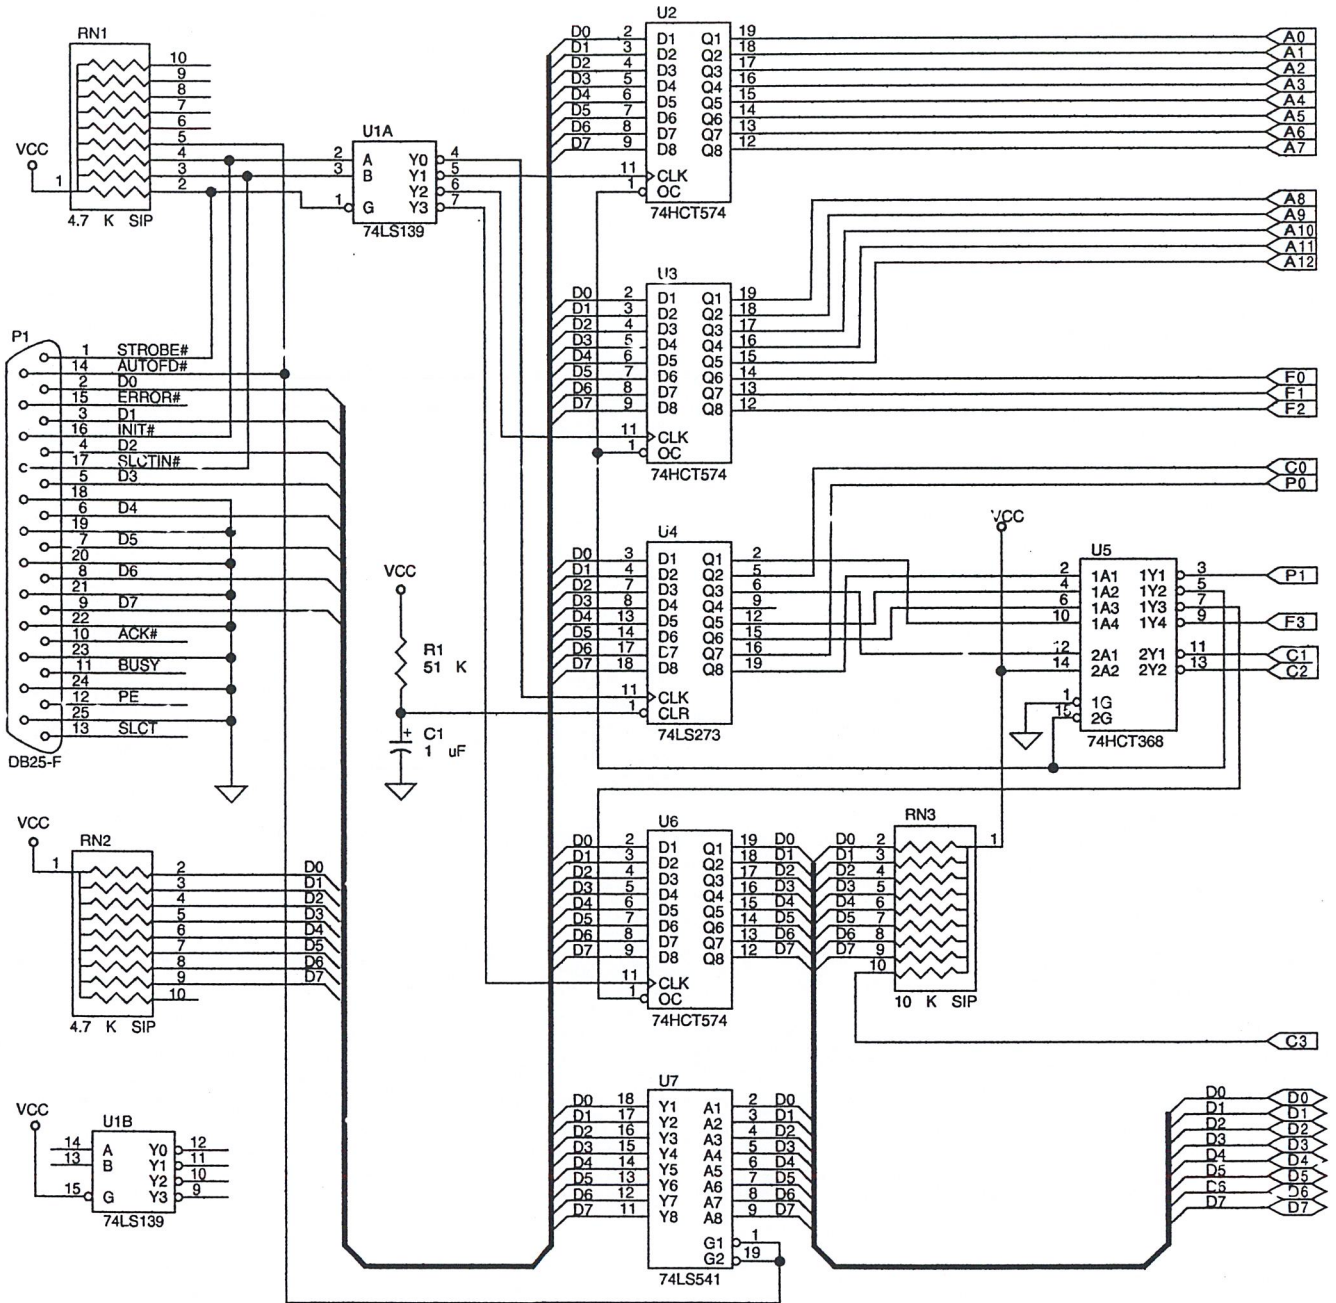 RN1
10
9
8
7
6
5
4
3
2
VCC
1
4.7 K SIP
U1A
2 A Y0 4
3 B Y1 5
Y2 6
1 G Y3 7
74LS139
U2
D0 2 D1 Q1 19 A0
D1 3 D2 Q2 18 A1
D2 4 D3 Q3 17 A2
D3 5 D4 Q4 16 A3
D4 6 D5 Q5 15 A4
D5 7 D6 Q6 14 A5
D6 8 D7 Q7 13 A6
D7 9 D8 Q8 12 A7
11 CLK
1 OC
74HCT574
A8
A9
A10
A11
A12
U3
D0 2 D1 Q1 19
D1 3 D2 Q2 18
D2 4 D3 Q3 17
D3 5 D4 Q4 16
D4 6 D5 Q5 15
D5 7 D6 Q6 14 F0
D6 8 D7 Q7 13 F1
D7 9 D8 Q8 12 F2
11 CLK
1 OC
74HCT574
P1
1 STROBE#
14 AUTOFD#
2 D0
15 ERROR#
3 D1
16 INIT#
4 D2
17 SLCTIN#
5 D3
18
6 D4
19
7 D5
20
8 D6
21
9 D7
22
10 ACK#
23
11 BUSY
24
12 PE
25
13 SLCT
DB25-F
VCC
R1
51 K
C1
+
1 uF
C0
P0
U4
D0 3 D1 Q1 2
D1 4 D2 Q2 5
D2 7 D3 Q3 6
D3 8 D4 Q4 9
D4 13 D5 Q5 12
D5 14 D6 Q6 15
D6 17 D7 Q7 16
D7 18 D8 Q8 19
11 CLK
1 CLR
74LS273
VCC
U5
2 1A1 1Y1 3 P1
4 1A2 1Y2 5
6 1A3 1Y3 7
10 1A4 1Y4 9 F3
12 2A1 2Y1 11 C1
14 2A2 2Y2 13 C2
1 1G
15 2G
74HCT368
VCC
RN2
1
2 D0
3 D1
4 D2
5 D3
6 D4
7 D5
8 D6
9 D7
10
4.7 K SIP
U6
D0 2 D1 Q1 19 D0
D1 3 D2 Q2 18 D1
D2 4 D3 Q3 17 D2
D3 5 D4 Q4 16 D3
D4 6 D5 Q5 15 D4
D5 7 D6 Q6 14 D5
D6 8 D7 Q7 13 D6
D7 9 D8 Q8 12 D7
11 CLK
1 OC
74HCT574
RN3
D0 2 1
D1 3
D2 4
D3 5
D4 6
D5 7
D6 8
D7 9
10
10 K SIP
C3
VCC
U1B
14 A Y0 12
13 B Y1 11
Y2 10
15 G Y3 9
74LS139
U7
D0 18 Y1 A1 2 D0
D1 17 Y2 A2 3 D1
D2 16 Y3 A3 4 D2
D3 15 Y4 A4 5 D3
D4 14 Y5 A5 6 D4
D5 13 Y6 A6 7 D5
D6 12 Y7 A7 8 D6
D7 11 Y8 A8 9 D7
G1 1
G2 19
74LS541
D0 D0
D1 D1
D2 D2
D3 D3
D4 D4
D5 D5
D6 D6
D7 D7